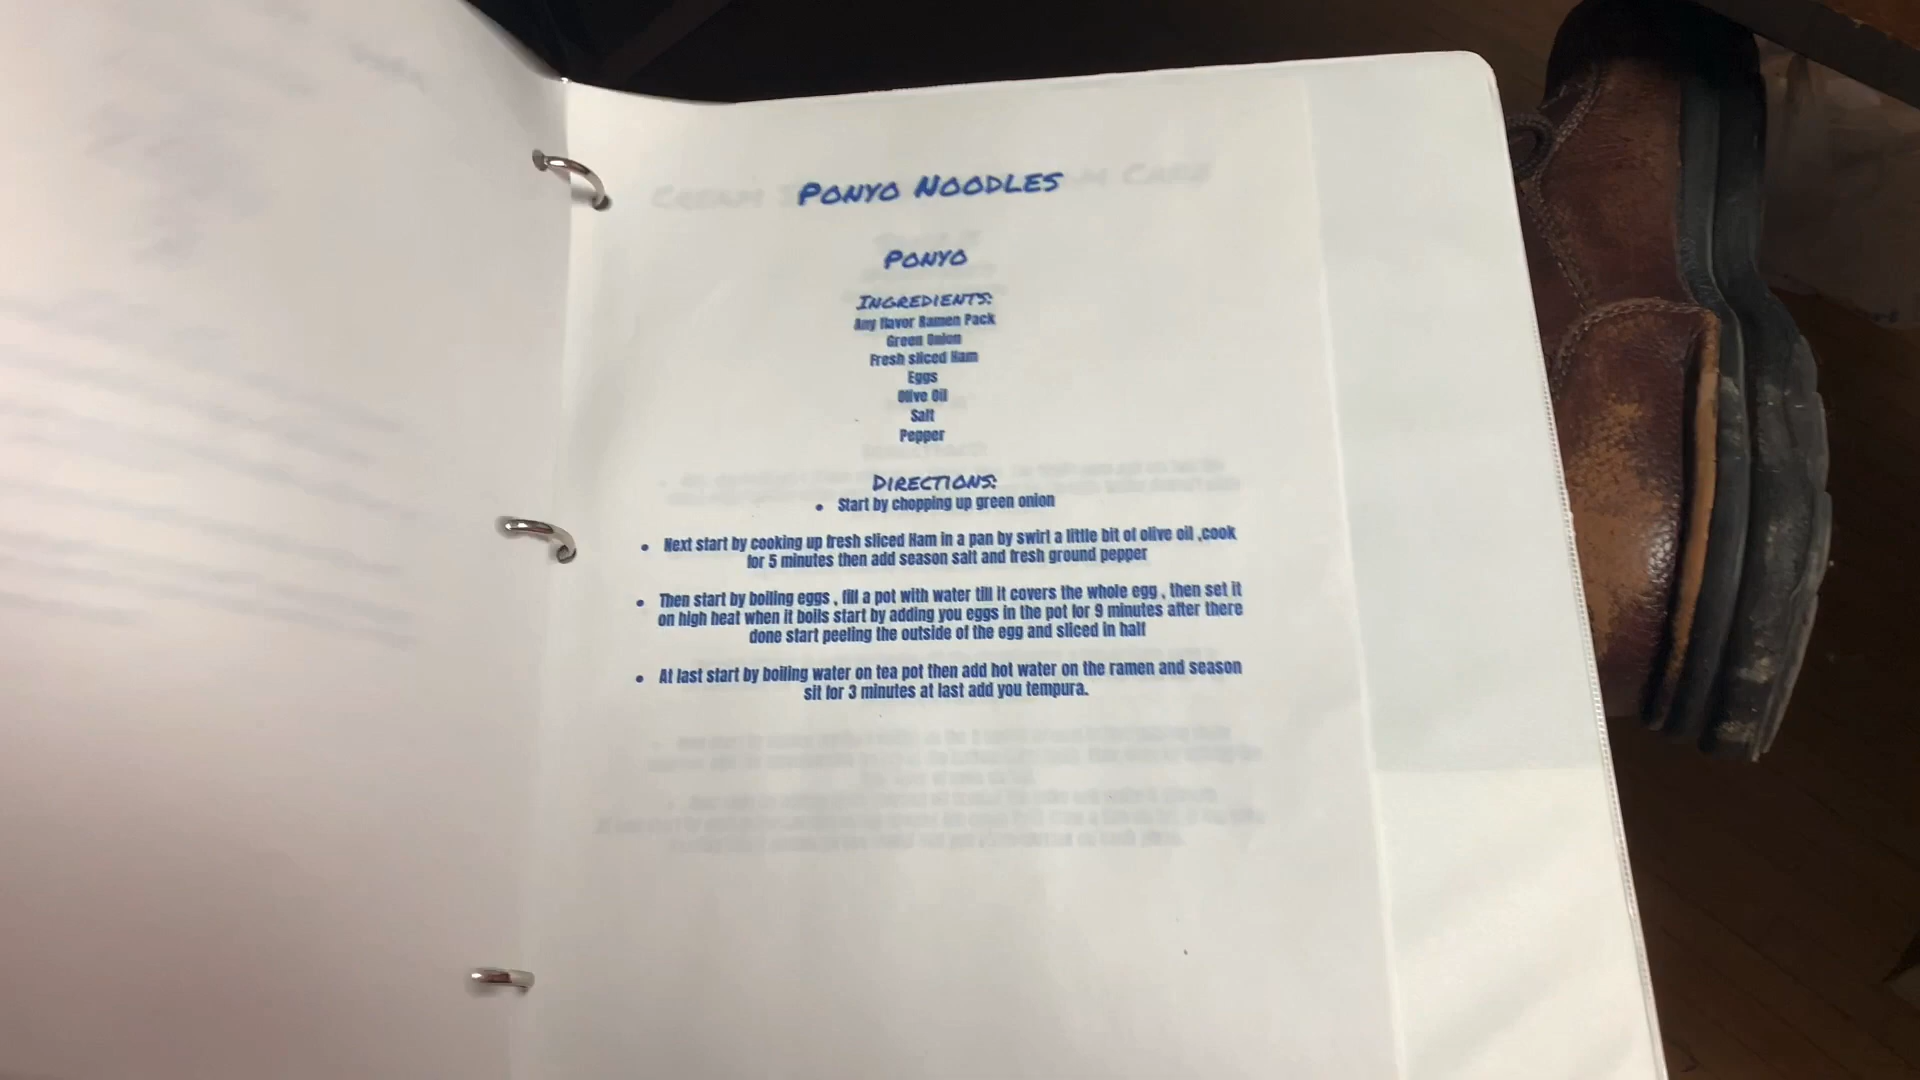 Ponyo Noodles
Ponyo
Ingredients:
Any flavor Ramen Pack
Green Onion
Fresh sliced Ham
Eggs
Olive Oil
Salt
Pepper
Directions:
• Start by chopping up green onion
• Next start by cooking up fresh sliced Ham in a pan by swirl a little bit of olive oil ,cook
for 5 minutes then add season salt and fresh ground pepper
• Then start by boiling eggs , fill a pot with water till it covers the whole egg , then set it
on high heat when it boils start by adding you eggs in the pot for 9 minutes after there
done start peeling the outside of the egg and sliced in half
• At last start by boiling water on tea pot then add hot water on the ramen and season
sit for 3 minutes at last add you tempura.